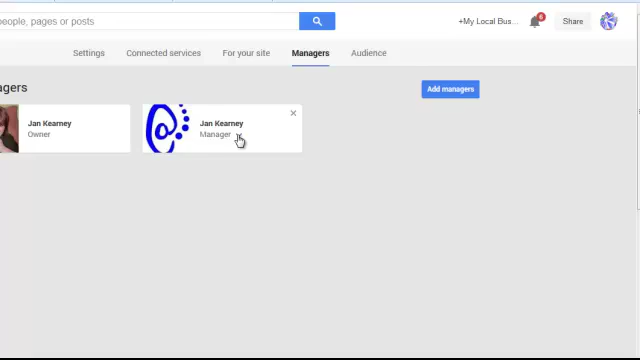 people, pages or posts
+My Local Bus...
6
Share
Settings
Connected services
For your site
Managers
Audience
agers
Add managers
Jan Kearney
Owner
Jan Kearney
Manager